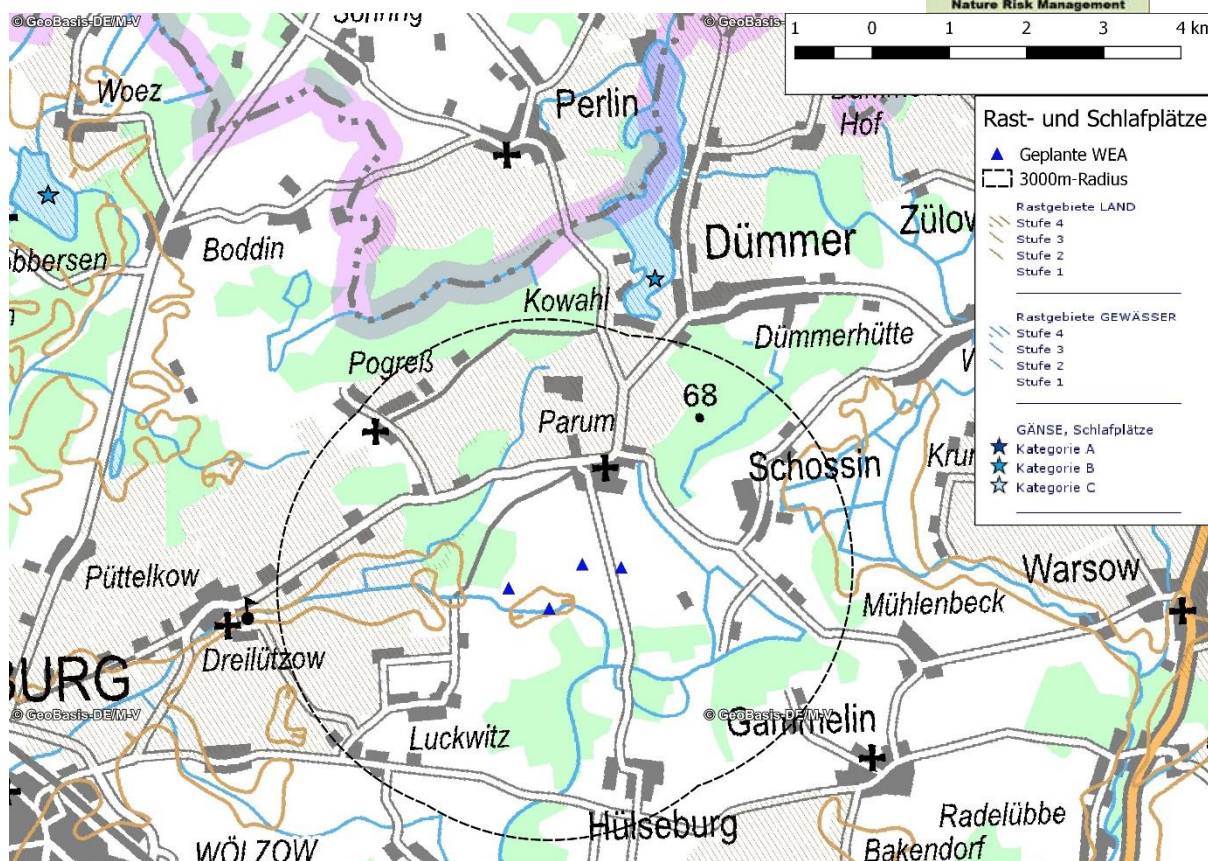 Nature Risk Management
© GeoBasis-DE/M-V
© GeoBasis-DE/M-V
1 0 1 2 3 4 km
Woez
Perlin
Hof
Rast- und Schlafplätze
Geplante WEA
3000m-Radius
Rastgebiete LAND
Stufe 4
Stufe 3
Stufe 2
Stufe 1
Rastgebiete GEWÄSSER
Stufe 4
Stufe 3
Stufe 2
Stufe 1
GÄNSE, Schlafplätze
Kategorie A
Kategorie B
Kategorie C
Boddin
Dümmer
Kowahl
Dümmerhütte
Pogreß
68
Parum
Schossin
Püttelkow
Warsow
Mühlenbeck
Dreilützow
BURG
© GeoBasis-DE/M-V
© GeoBasis-DE/M-V
Luckwitz
Gammelin
Hülseburg
Radelübbe
Bakendorf
WÖLZOW